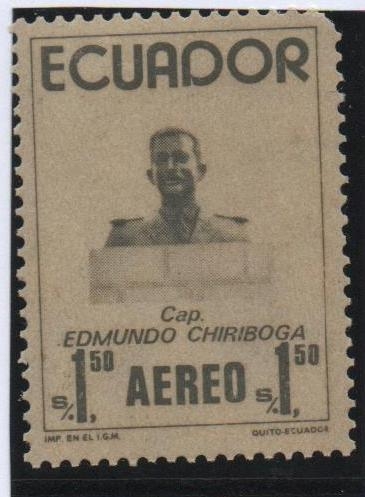 ECUADOR
Cap.
EDMUNDO CHIRIBOGA
S/. 1,50 AEREO S/. 1,50
IMP. EN EL I.G.M. QUITO-ECUADOR